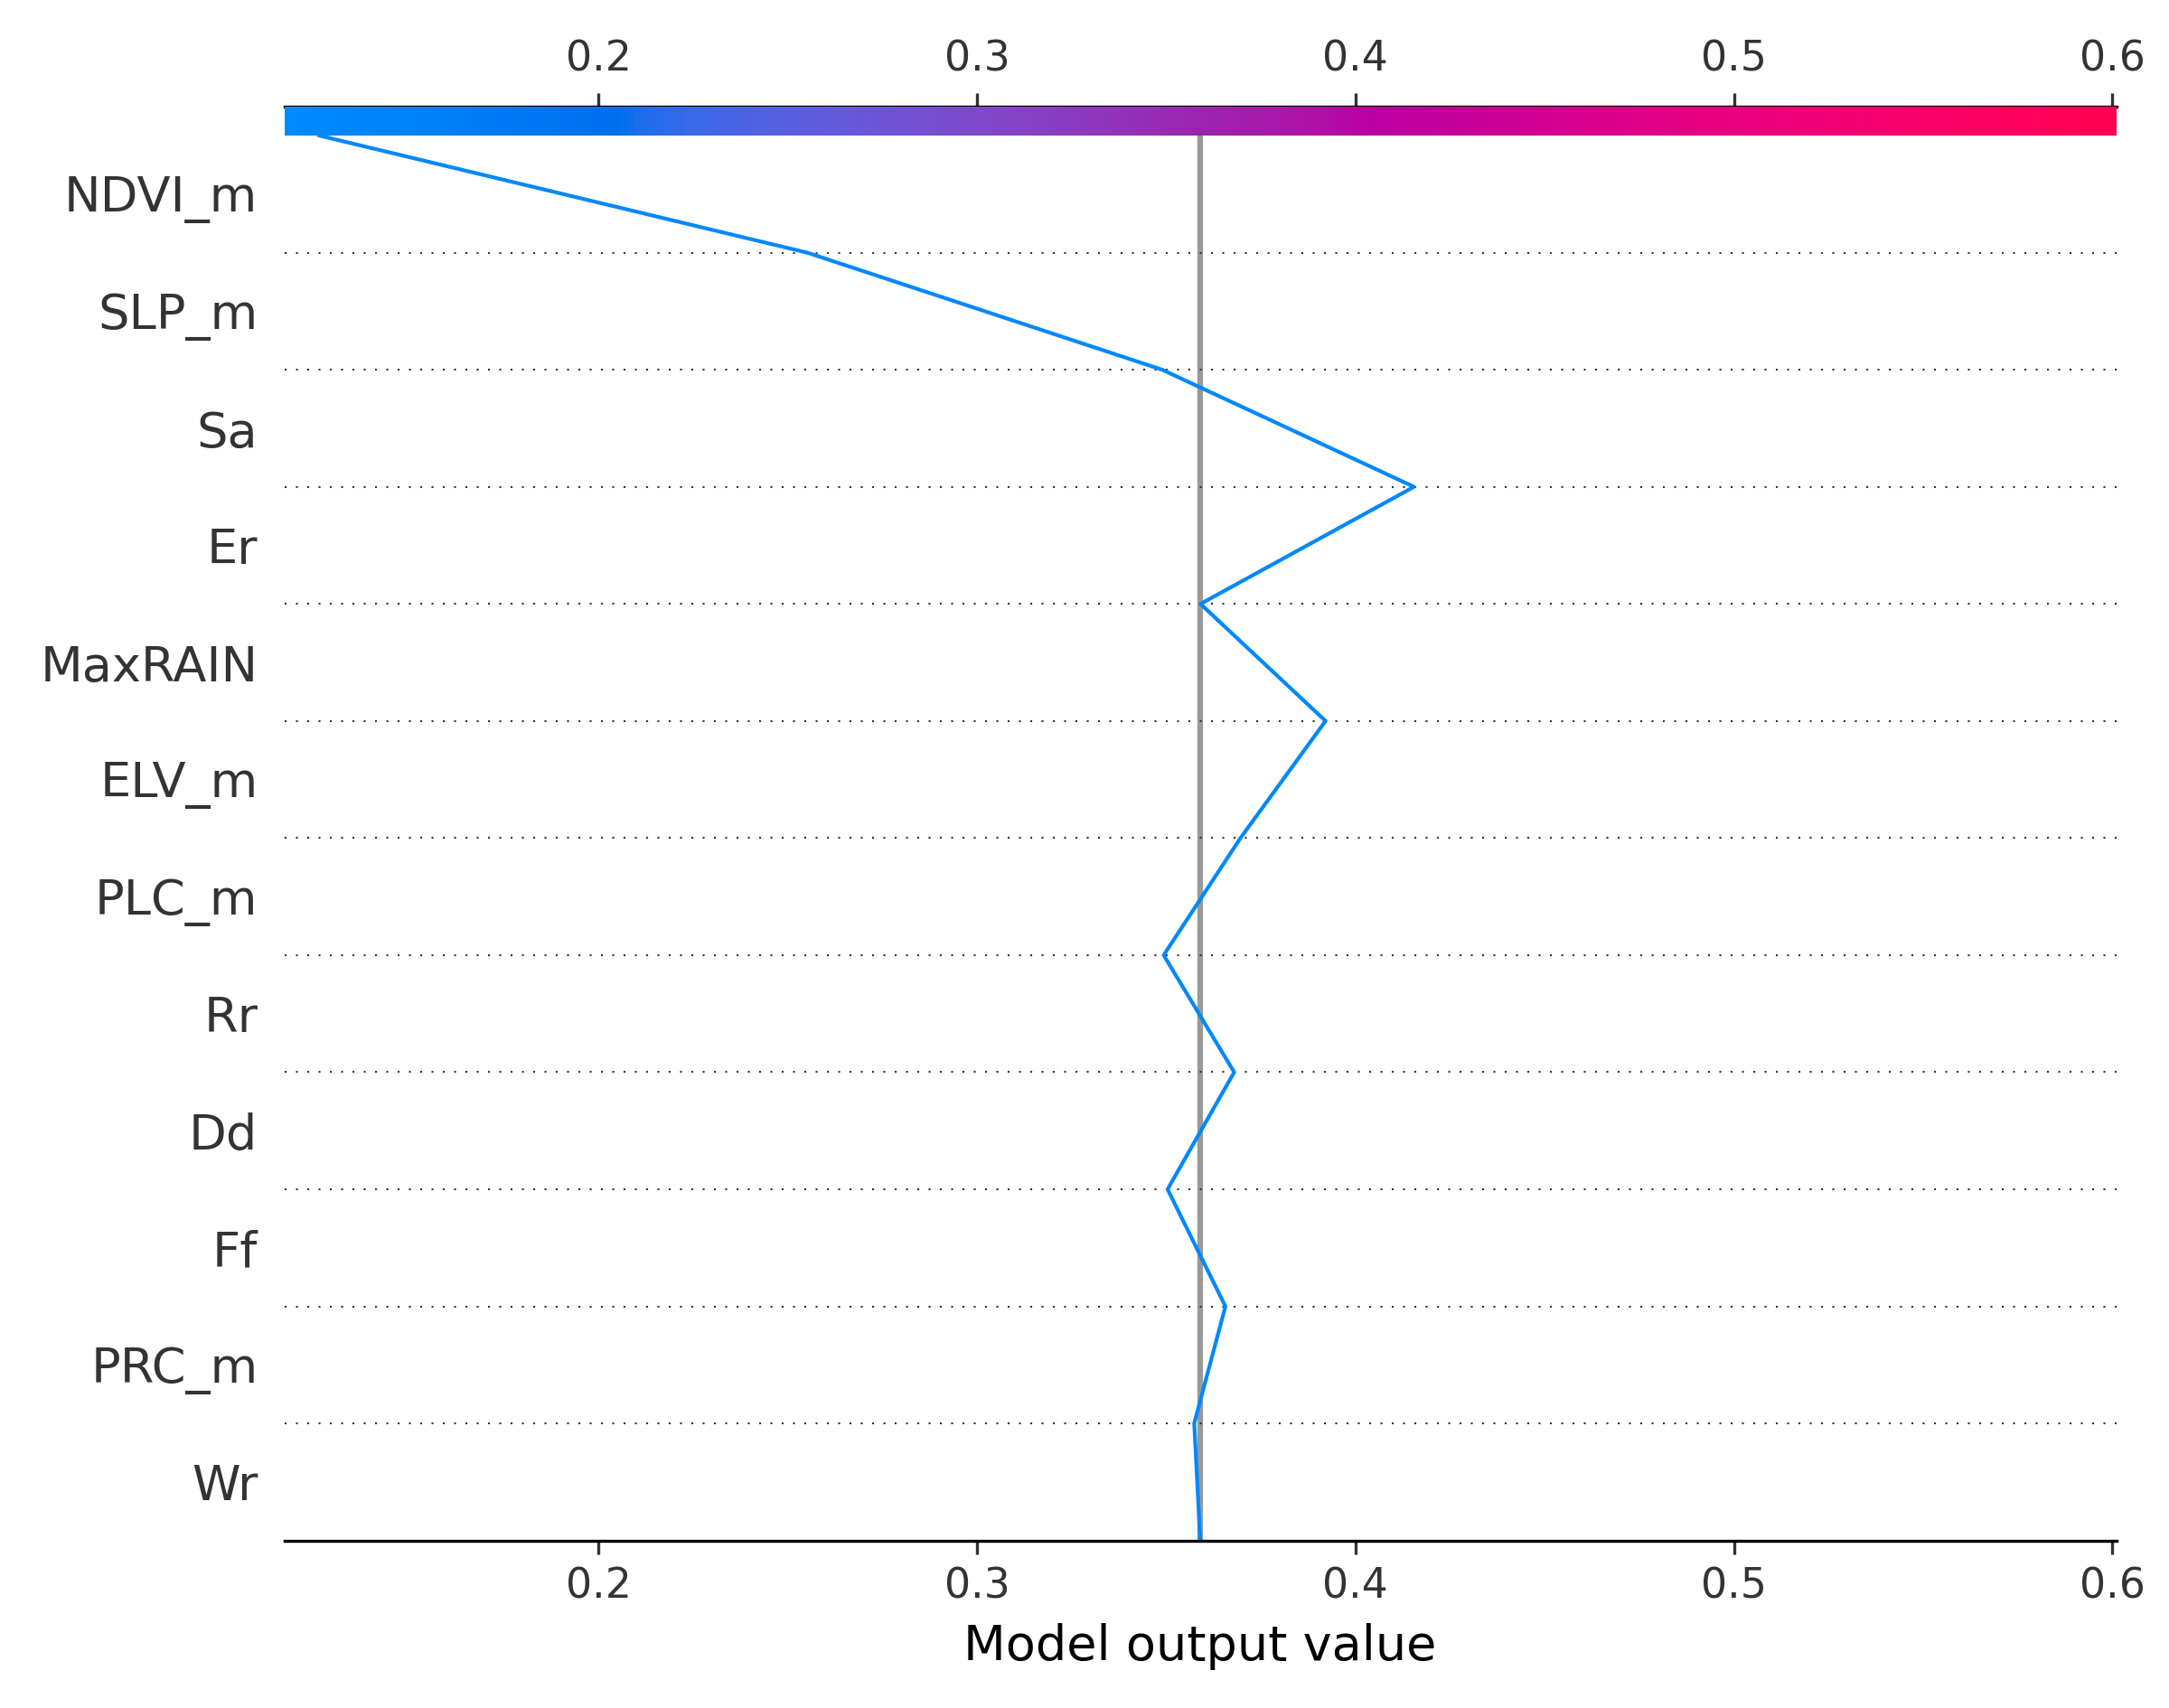 0.2 0.3 0.4 0.5 0.6
NDVI_m
SLP_m
Sa
Er
MaxRAIN
ELV_m
PLC_m
Rr
Dd
Ff
PRC_m
Wr
0.2 0.3 0.4 0.5 0.6
Model output value